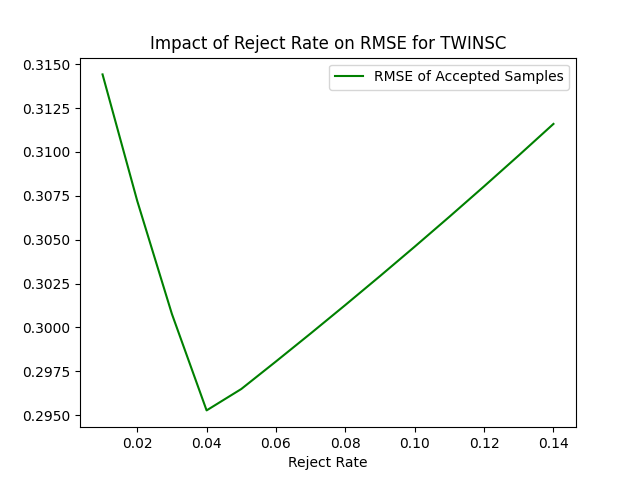 Impact of Reject Rate on RMSE for TWINSC
RMSE of Accepted Samples
0.3150
0.3125
0.3100
0.3075
0.3050
0.3025
0.3000
0.2975
0.2950
0.02 0.04 0.06 0.08 0.10 0.12 0.14
Reject Rate